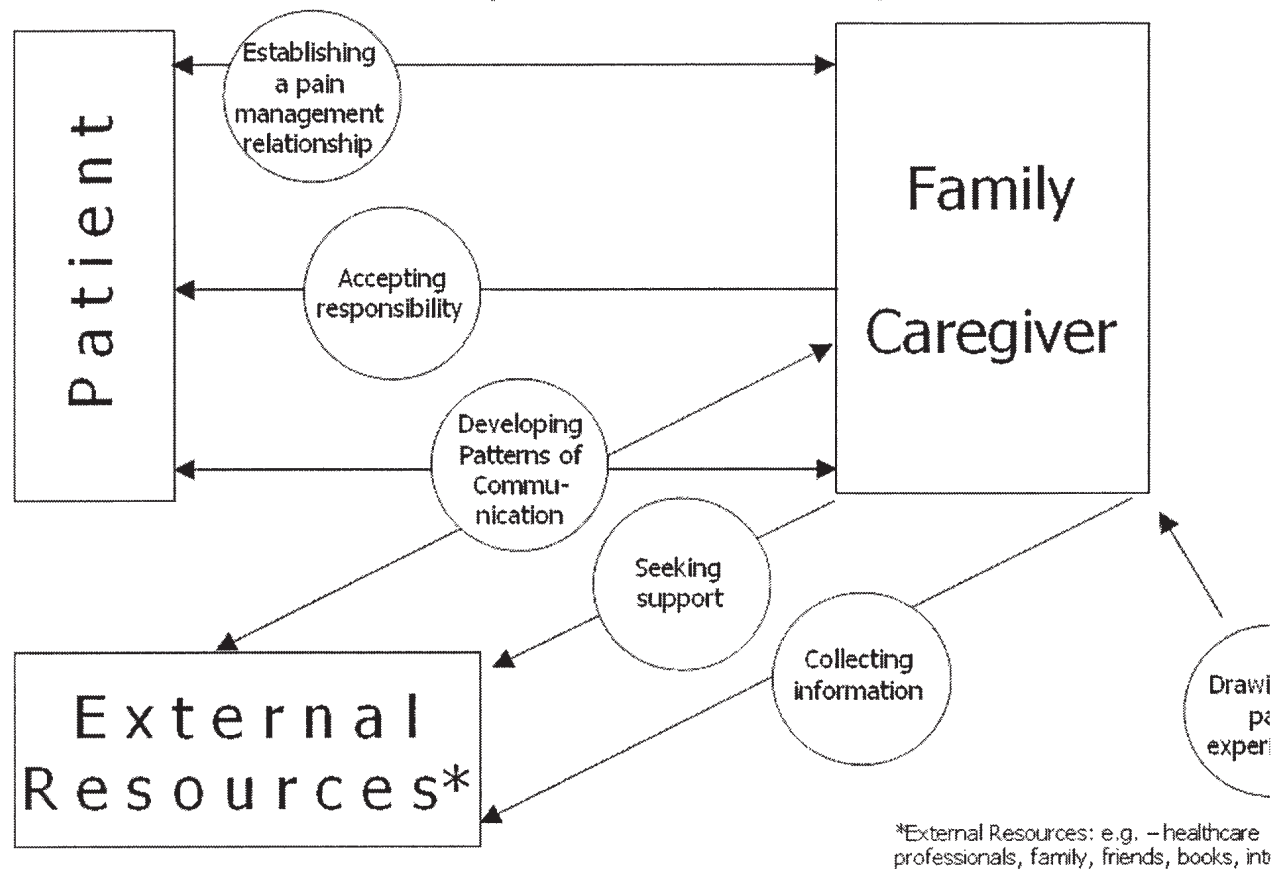 Establishing
a pain
management
relationship
Patient
Family
Caregiver
Accepting
responsibility
Developing
Patterns of
Commu-
nication
Seeking
support
Collecting
information
External
Resources*
*External Resources: e.g. – healthcare
professionals, family, friends, books,